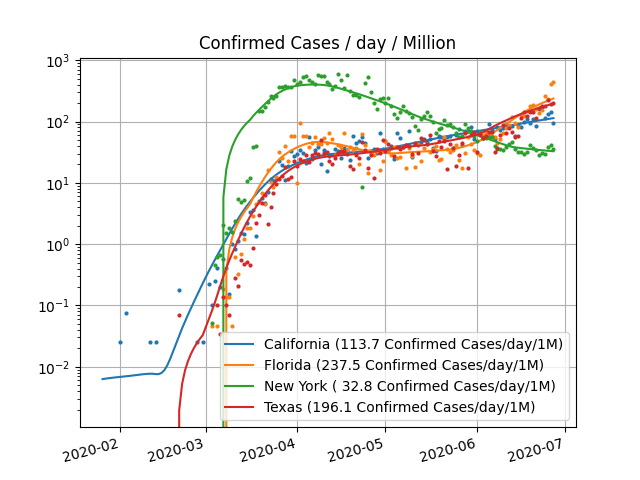 Confirmed Cases / day / Million
10³
10²
10¹
10⁰
10⁻¹
10⁻²
California (113.7 Confirmed Cases/day/1M)
Florida (237.5 Confirmed Cases/day/1M)
New York ( 32.8 Confirmed Cases/day/1M)
Texas (196.1 Confirmed Cases/day/1M)
2020-02 2020-03 2020-04 2020-05 2020-06 2020-07